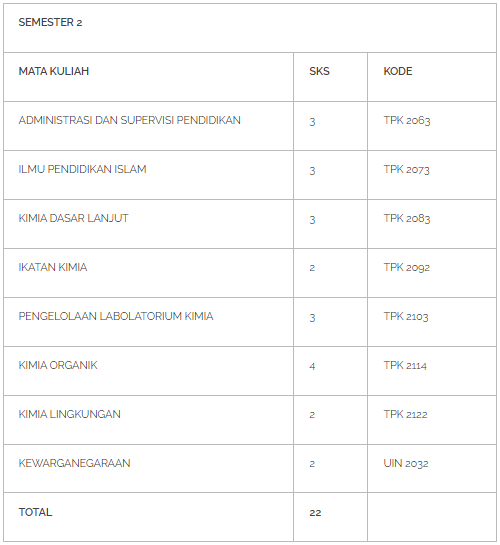 SEMESTER 2
MATA KULIAH SKS KODE
ADMINISTRASI DAN SUPERVISI PENDIDIKAN 3 TPK 2063
ILMU PENDIDIKAN ISLAM 3 TPK 2073
KIMIA DASAR LANJUT 3 TPK 2083
IKATAN KIMIA 2 TPK 2092
PENGELOLAAN LABOLATORIUM KIMIA 3 TPK 2103
KIMIA ORGANIK 4 TPK 2114
KIMIA LINGKUNGAN 2 TPK 2122
KEWARGANEGARAAN 2 UIN 2032
TOTAL 22